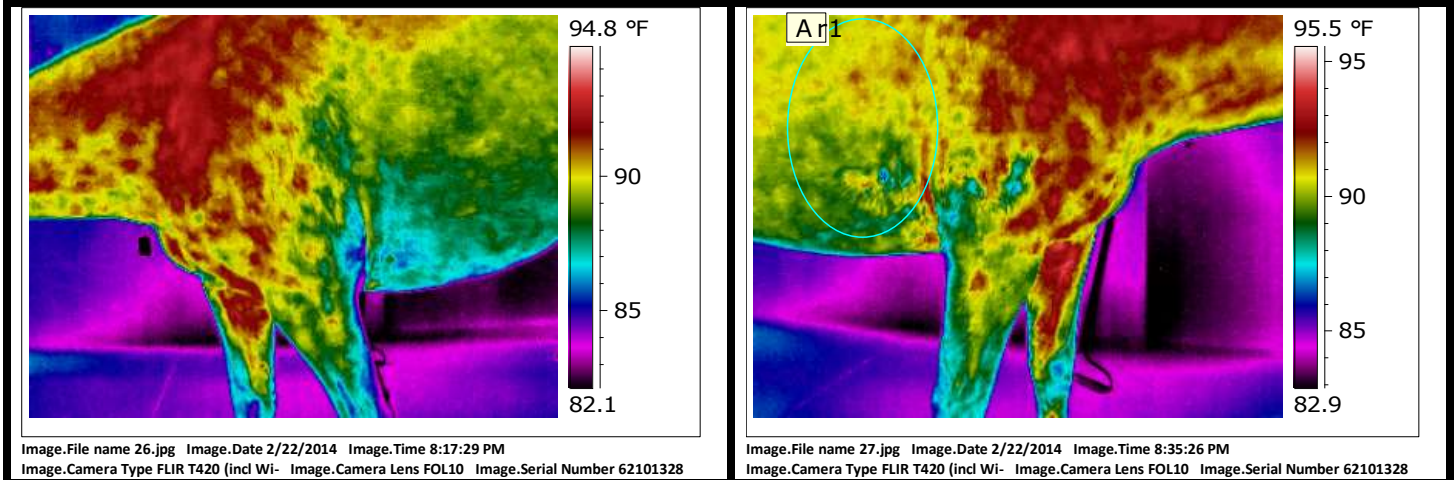 94.8 °F
90
85
82.1
Image.File name 26.jpg Image.Date 2/22/2014 Image.Time 8:17:29 PM
Image.Camera Type FLIR T420 (incl Wi- Image.Camera Lens FOL10 Image.Serial Number 62101328
Ar1
95.5 °F
95
90
85
82.9
Image.File name 27.jpg Image.Date 2/22/2014 Image.Time 8:35:26 PM
Image.Camera Type FLIR T420 (incl Wi- Image.Camera Lens FOL10 Image.Serial Number 62101328